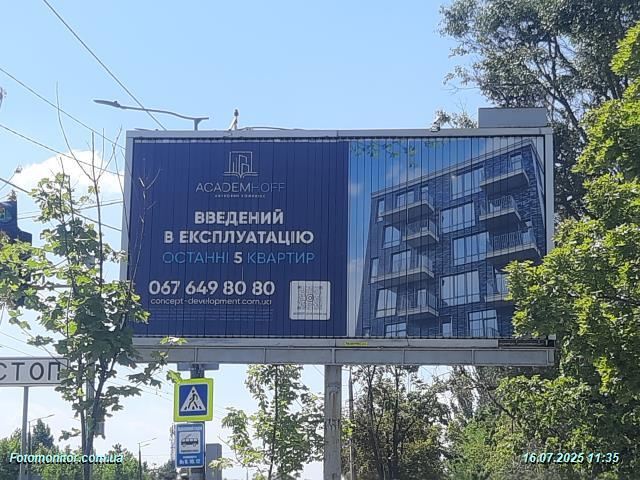 ACADEMHOFF
ВВЕДЕНИЙ
В ЕКСПЛУАТАЦІЮ
ОСТАННІ 5 КВАРТИР
067 649 80 80
concept-development.com.ua
СТОП
Fotomonitor.com.ua
16.07.2025 11:35